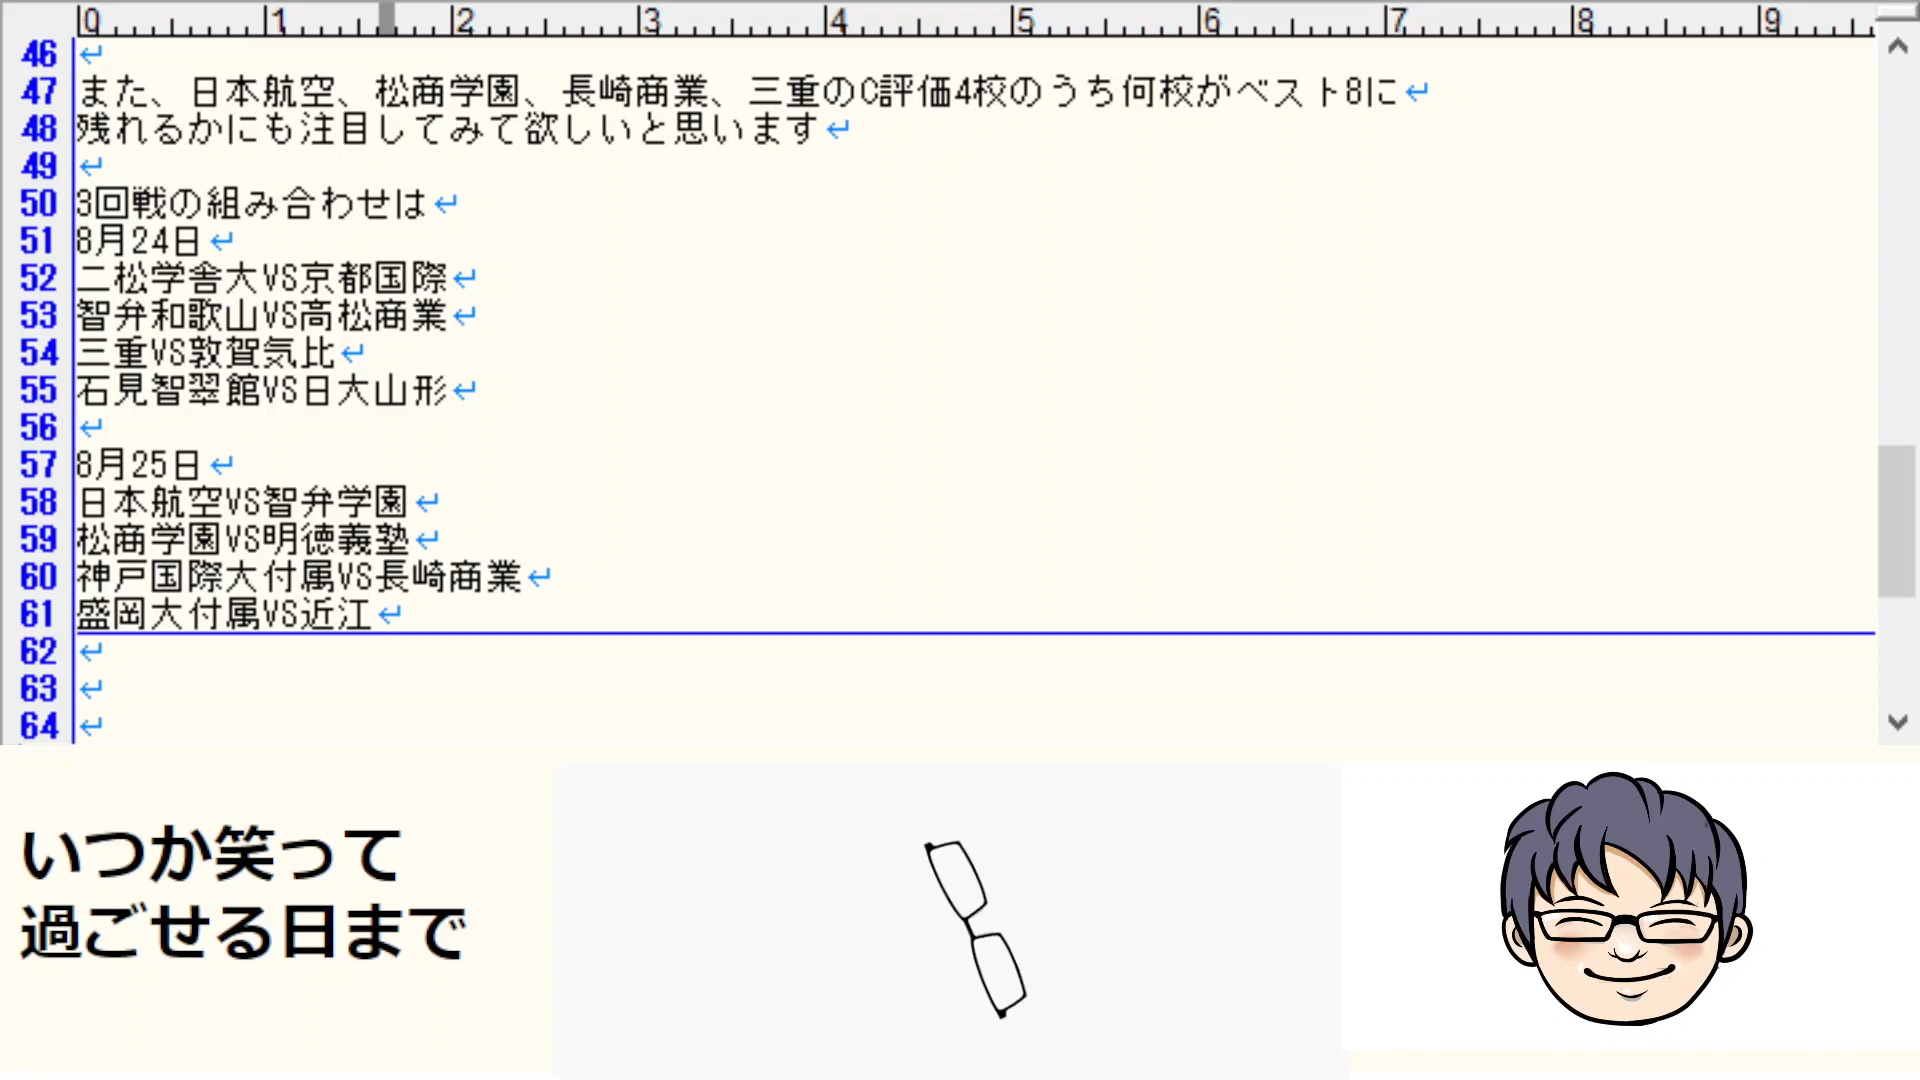 0 1 2 3 4 5 6 7 8 9
46
47 また、日本航空、松商学園、長崎商業、三重のC評価4校のうち何校がベスト8に
48 残れるかにも注目してみて欲しいと思います
49
50 3回戦の組み合わせは
51 8月24日
52 二松学舎大VS京都国際
53 智弁和歌山VS高松商業
54 三重VS敦賀気比
55 石見智翠館VS日大山形
56
57 8月25日
58 日本航空VS智弁学園
59 松商学園VS明徳義塾
60 神戸国際大付属VS長崎商業
61 盛岡大付属VS近江
62
63
64
いつか笑って
過ごせる日まで